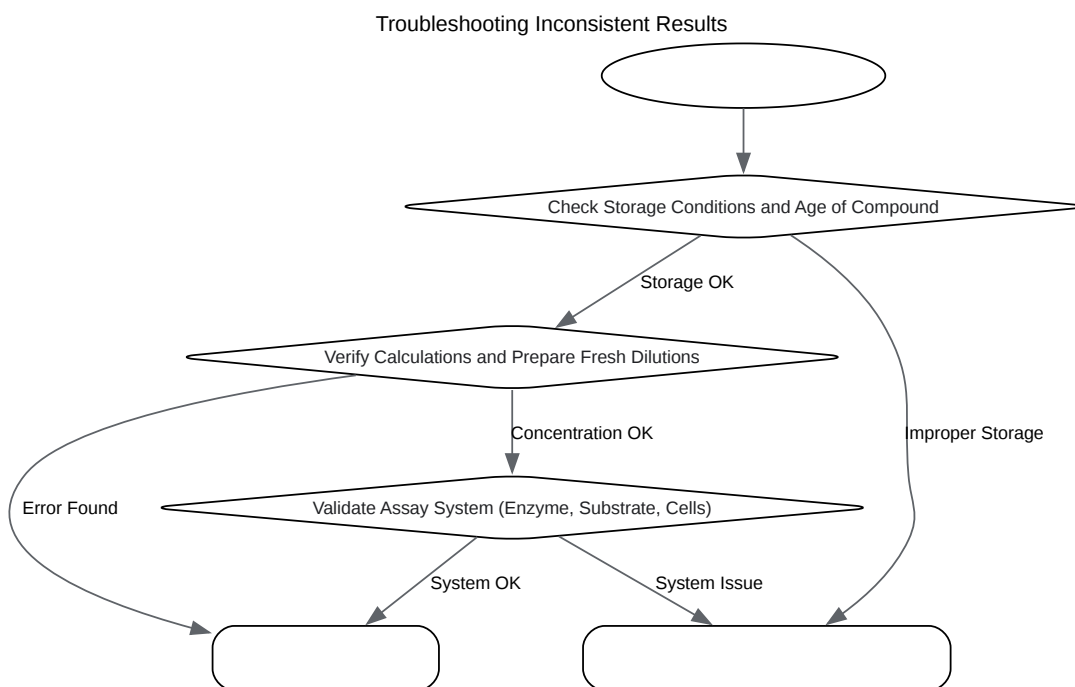 Troubleshooting Inconsistent Results
Check Storage Conditions and Age of Compound
Storage OK
Verify Calculations and Prepare Fresh Dilutions
Concentration OK
Improper Storage
Error Found
Validate Assay System (Enzyme, Substrate, Cells)
System OK
System Issue